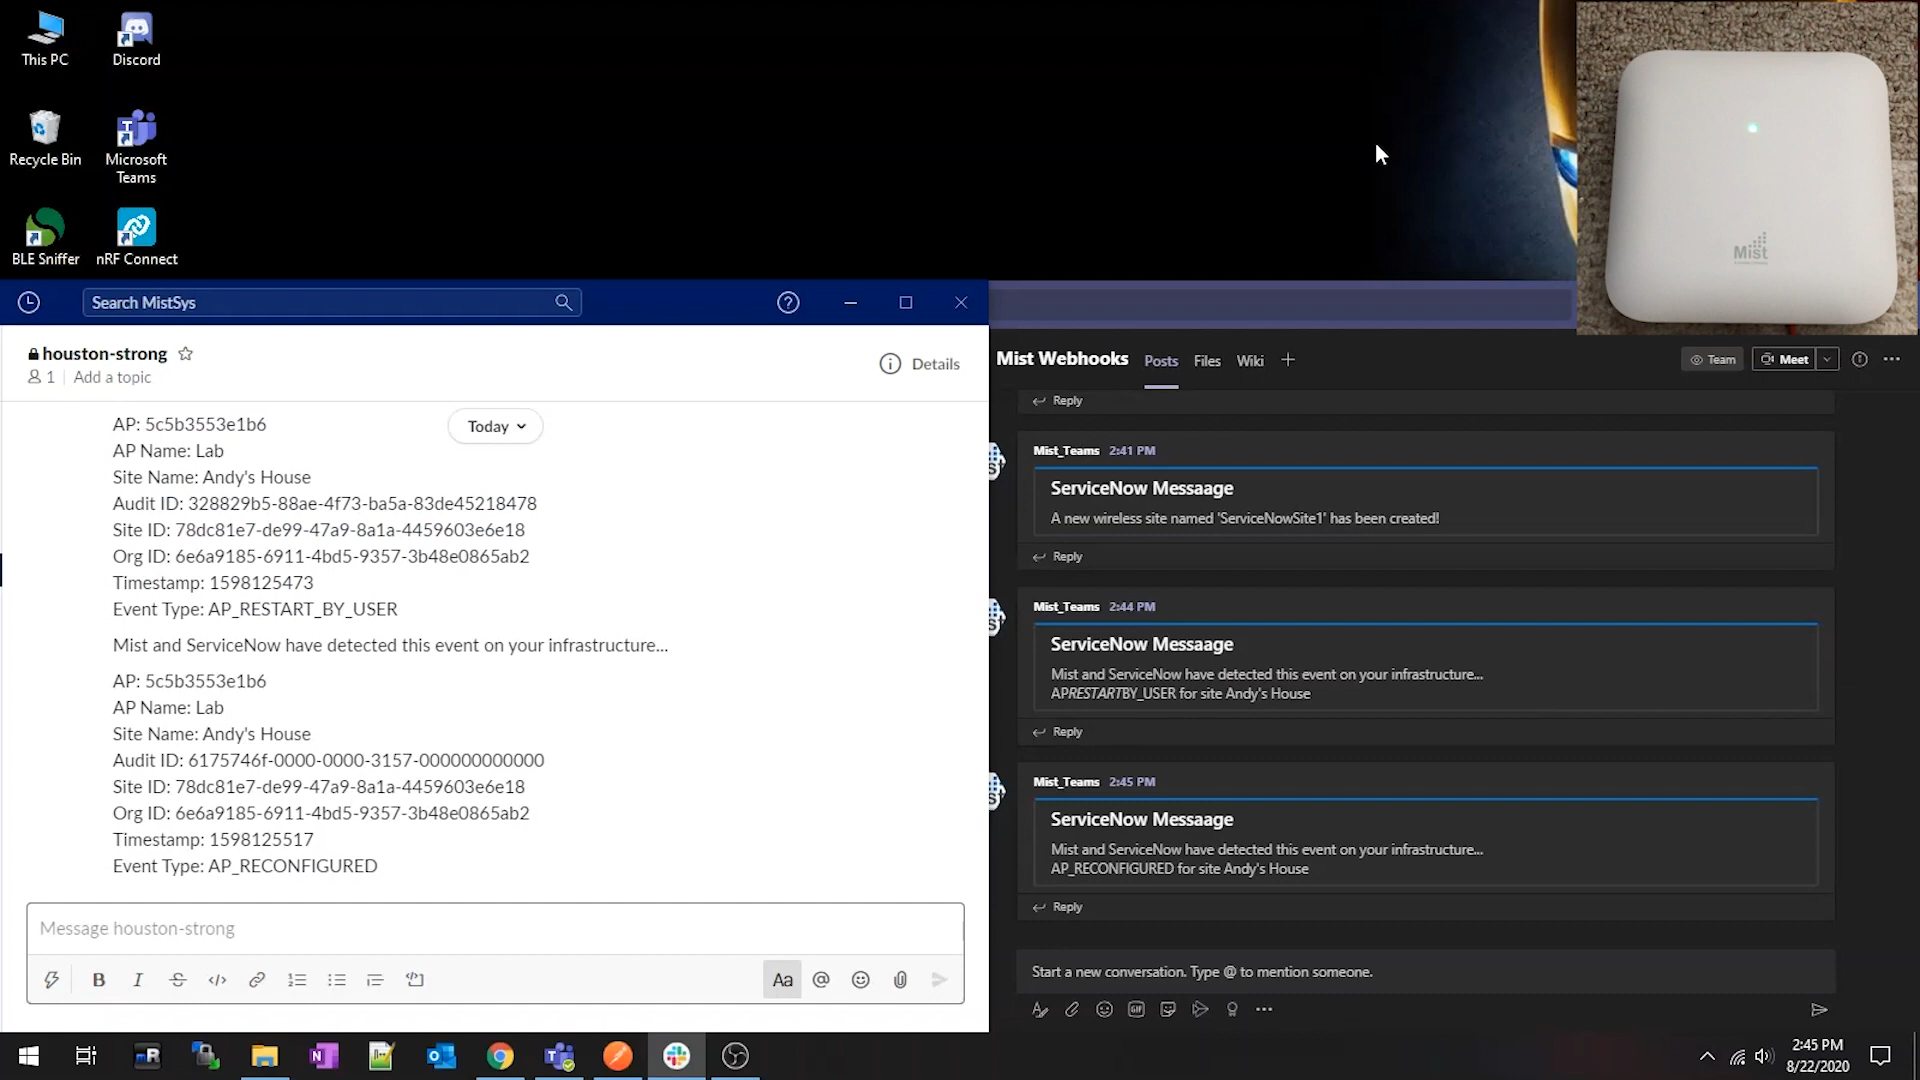 This PC
Discord
Recycle Bin
Microsoft
Teams
BLE Sniffer
nRF Connect
Mist
Search MistSys
houston-strong
1
Add a topic
Details
Today
AP: 5c5b3553e1b6
AP Name: Lab
Site Name: Andy's House
Audit ID: 328829b5-88ae-4f73-ba5a-83de45218478
Site ID: 78dc81e7-de99-47a9-8a1a-4459603e6e18
Org ID: 6e6a9185-6911-4bd5-9357-3b48e0865ab2
Timestamp: 1598125473
Event Type: AP_RESTART_BY_USER
Mist and ServiceNow have detected this event on your infrastructure...
AP: 5c5b3553e1b6
AP Name: Lab
Site Name: Andy's House
Audit ID: 6175746f-0000-0000-3157-000000000000
Site ID: 78dc81e7-de99-47a9-8a1a-4459603e6e18
Org ID: 6e6a9185-6911-4bd5-9357-3b48e0865ab2
Timestamp: 1598125517
Event Type: AP_RECONFIGURED
Message houston-strong
B I Aa @
Mist Webhooks Posts Files Wiki
Team
Meet
Reply
Mist_Teams 2:41 PM
ServiceNow Messaage
A new wireless site named 'ServiceNowSite1' has been created!
Reply
Mist_Teams 2:44 PM
ServiceNow Messaage
Mist and ServiceNow have detected this event on your infrastructure...
APRESTARTBY_USER for site Andy's House
Reply
Mist_Teams 2:45 PM
ServiceNow Messaage
Mist and ServiceNow have detected this event on your infrastructure...
AP_RECONFIGURED for site Andy's House
Reply
Start a new conversation. Type @ to mention someone.
GIF
2:45 PM
8/22/2020